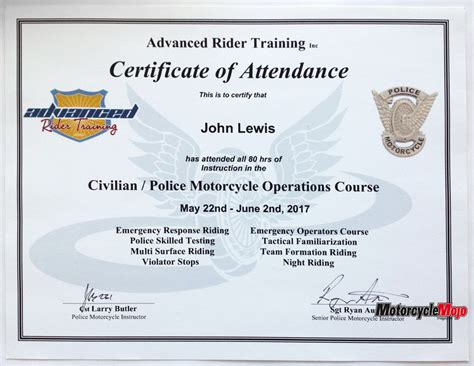 Advanced Rider Training Inc
Certificate of Attendance
This is to certify that
advanced
Rider Training
POLICE
MOTORCYCLE
John Lewis
has attended all 80 hrs of
Instruction in the
Civilian / Police Motorcycle Operations Course
May 22nd - June 2nd, 2017
Emergency Response Riding
Police Skilled Testing
Multi Surface Riding
Violator Stops
Emergency Operators Course
Tactical Familiarization
Team Formation Riding
Night Riding
Cst Larry Butler
Police Motorcycle Instructor
Sgt Ryan
Senior Police Motorcycle Instructor
MotorcycleMojo